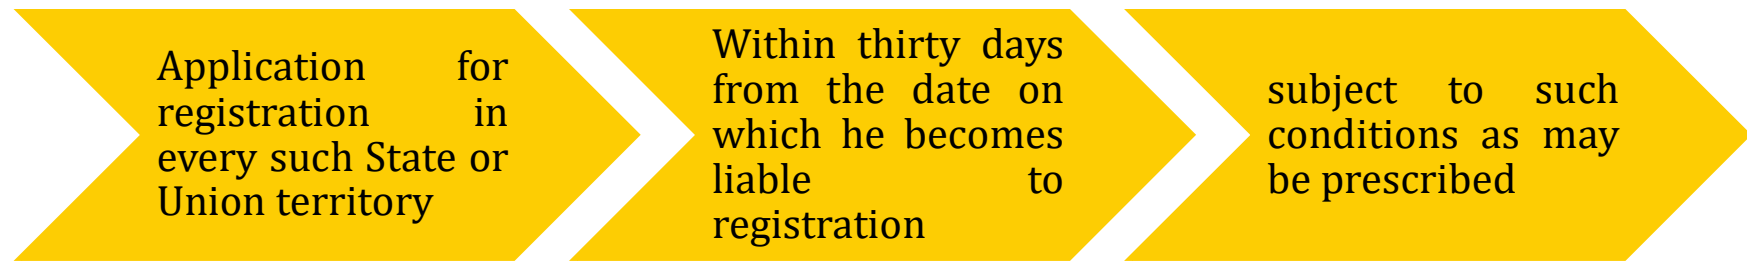 Application for
registration in
every such State or
Union territory
Within thirty days
from the date on
which he becomes
liable to
registration
subject to such
conditions as may
be prescribed